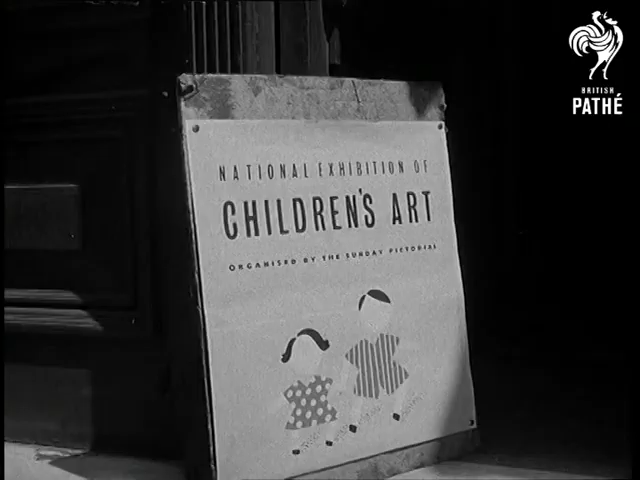 BRITISH
PATHÉ
NATIONAL EXHIBITION OF
CHILDREN'S ART
ORGANISED BY THE SUNDAY PICTORIAL